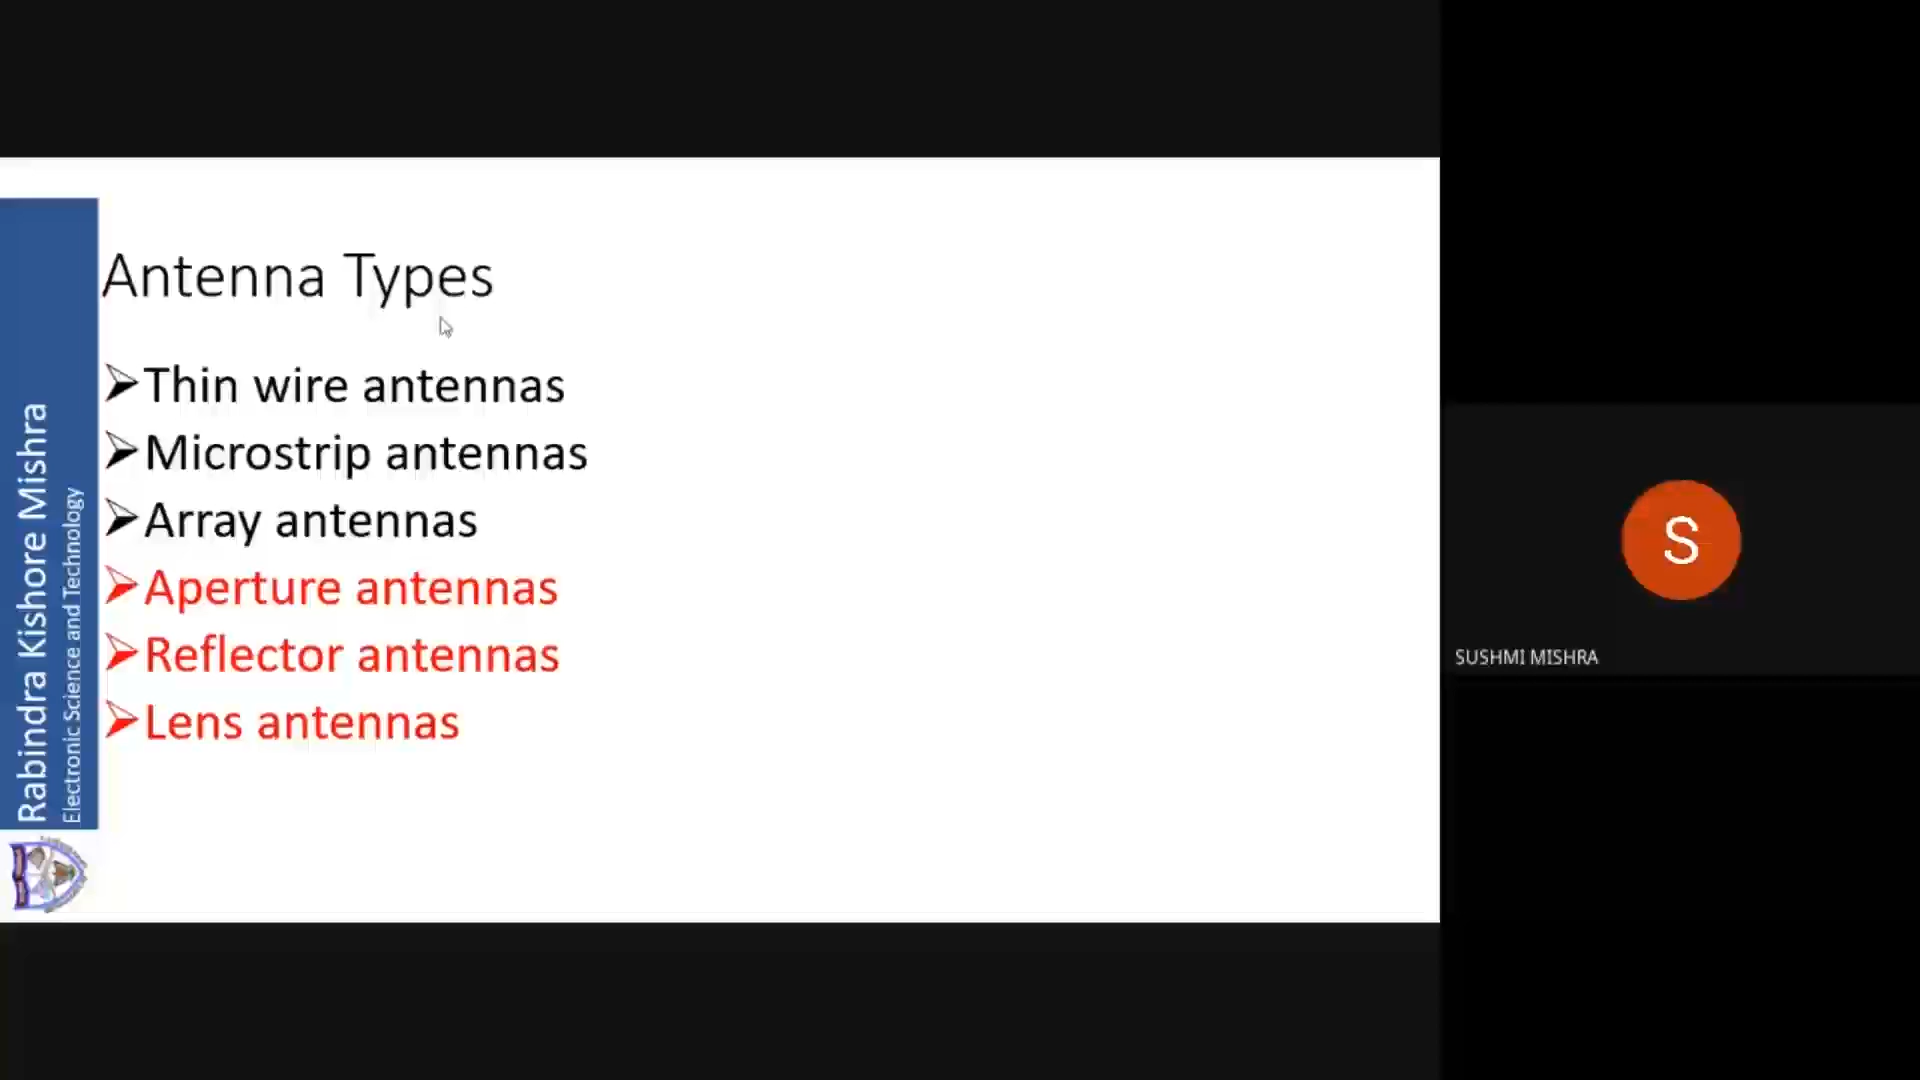 Antenna Types
Thin wire antennas
Microstrip antennas
Array antennas
Aperture antennas
Reflector antennas
Lens antennas
Rabindra Kishore Mishra
Electronic Science and Technology
S
SUSHMI MISHRA